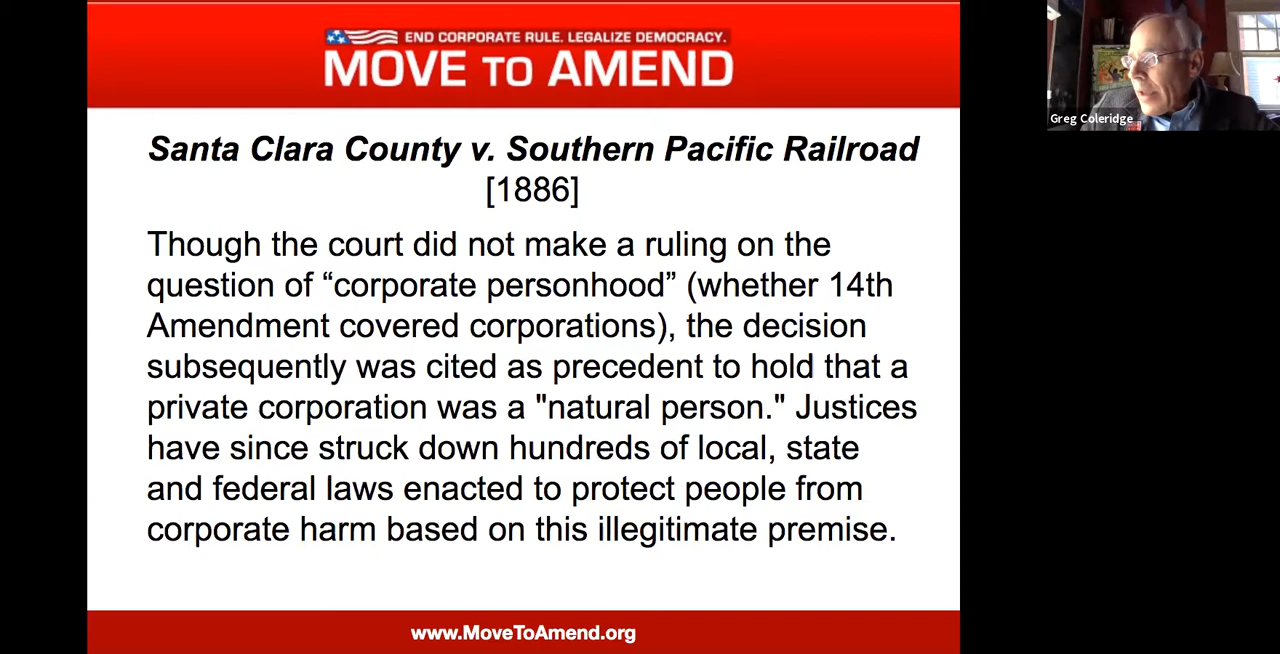 END CORPORATE RULE. LEGALIZE DEMOCRACY.
MOVE TO AMEND
Santa Clara County v. Southern Pacific Railroad
[1886]
Though the court did not make a ruling on the
question of “corporate personhood” (whether 14th
Amendment covered corporations), the decision
subsequently was cited as precedent to hold that a
private corporation was a "natural person." Justices
have since struck down hundreds of local, state
and federal laws enacted to protect people from
corporate harm based on this illegitimate premise.
www.MoveToAmend.org
Greg Coleridge